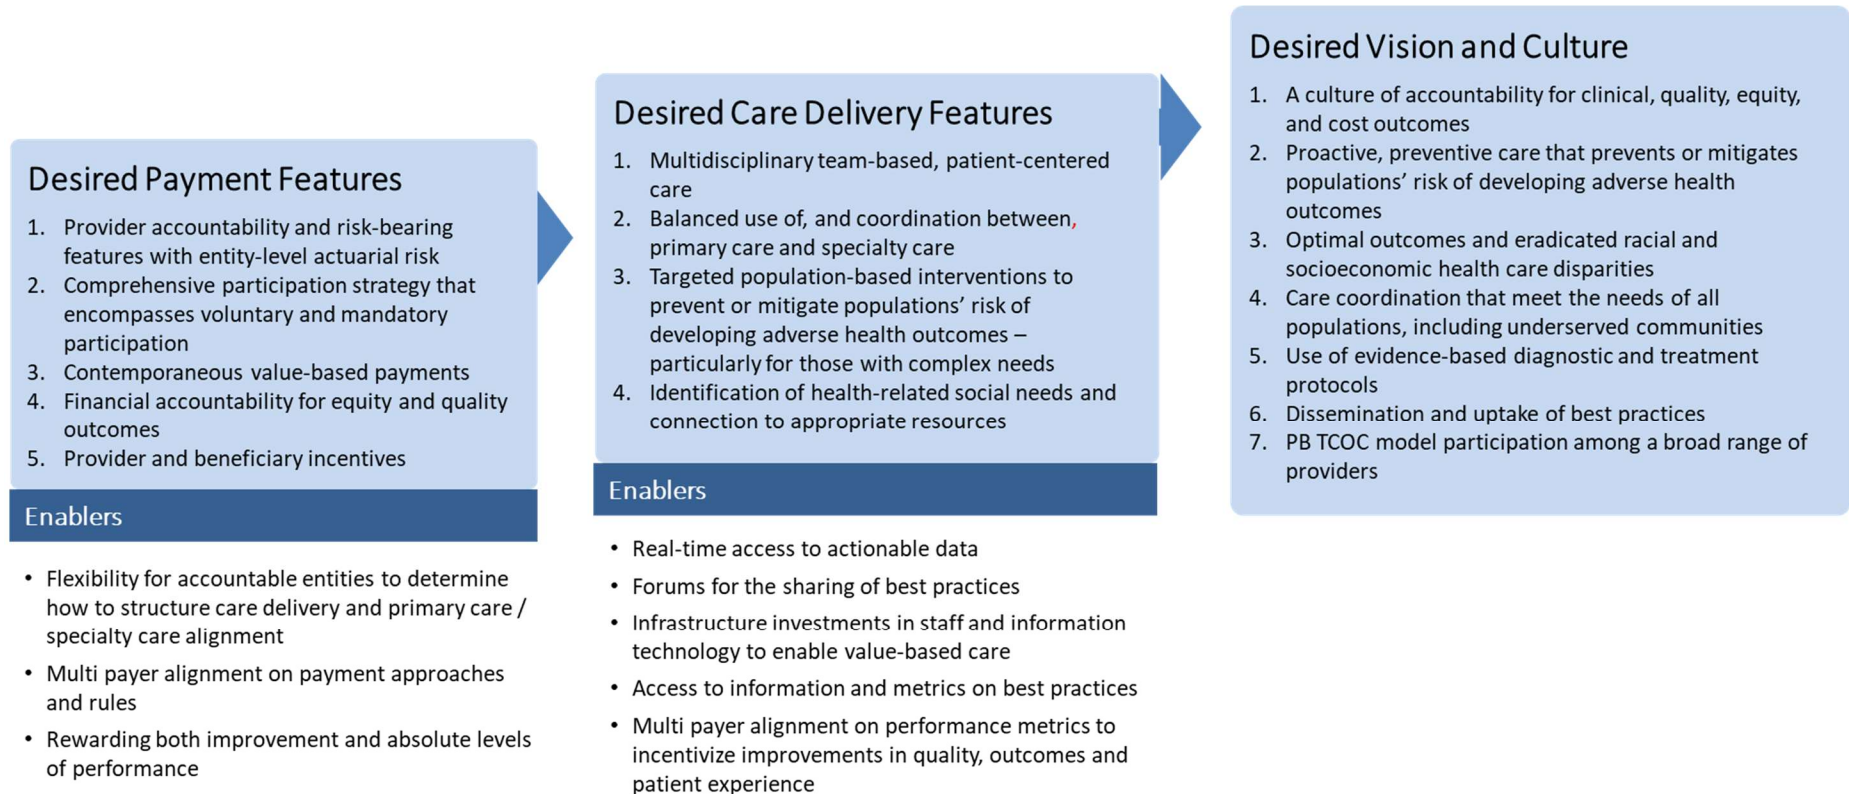 Desired Payment Features
1. Provider accountability and risk-bearing
features with entity-level actuarial risk
2. Comprehensive participation strategy that
encompasses voluntary and mandatory
participation
3. Contemporaneous value-based payments
4. Financial accountability for equity and quality
outcomes
5. Provider and beneficiary incentives
Enablers
• Flexibility for accountable entities to determine
how to structure care delivery and primary care /
specialty care alignment
• Multi payer alignment on payment approaches
and rules
• Rewarding both improvement and absolute levels
of performance
Desired Care Delivery Features
1. Multidisciplinary team-based, patient-centered
care
2. Balanced use of, and coordination between,
primary care and specialty care
3. Targeted population-based interventions to
prevent or mitigate populations’ risk of
developing adverse health outcomes –
particularly for those with complex needs
4. Identification of health-related social needs and
connection to appropriate resources
Enablers
• Real-time access to actionable data
• Forums for the sharing of best practices
• Infrastructure investments in staff and information
technology to enable value-based care
• Access to information and metrics on best practices
• Multi payer alignment on performance metrics to
incentivize improvements in quality, outcomes and
patient experience
Desired Vision and Culture
1. A culture of accountability for clinical, quality, equity,
and cost outcomes
2. Proactive, preventive care that prevents or mitigates
populations’ risk of developing adverse health
outcomes
3. Optimal outcomes and eradicated racial and
socioeconomic health care disparities
4. Care coordination that meet the needs of all
populations, including underserved communities
5. Use of evidence-based diagnostic and treatment
protocols
6. Dissemination and uptake of best practices
7. PB TCOC model participation among a broad range of
providers